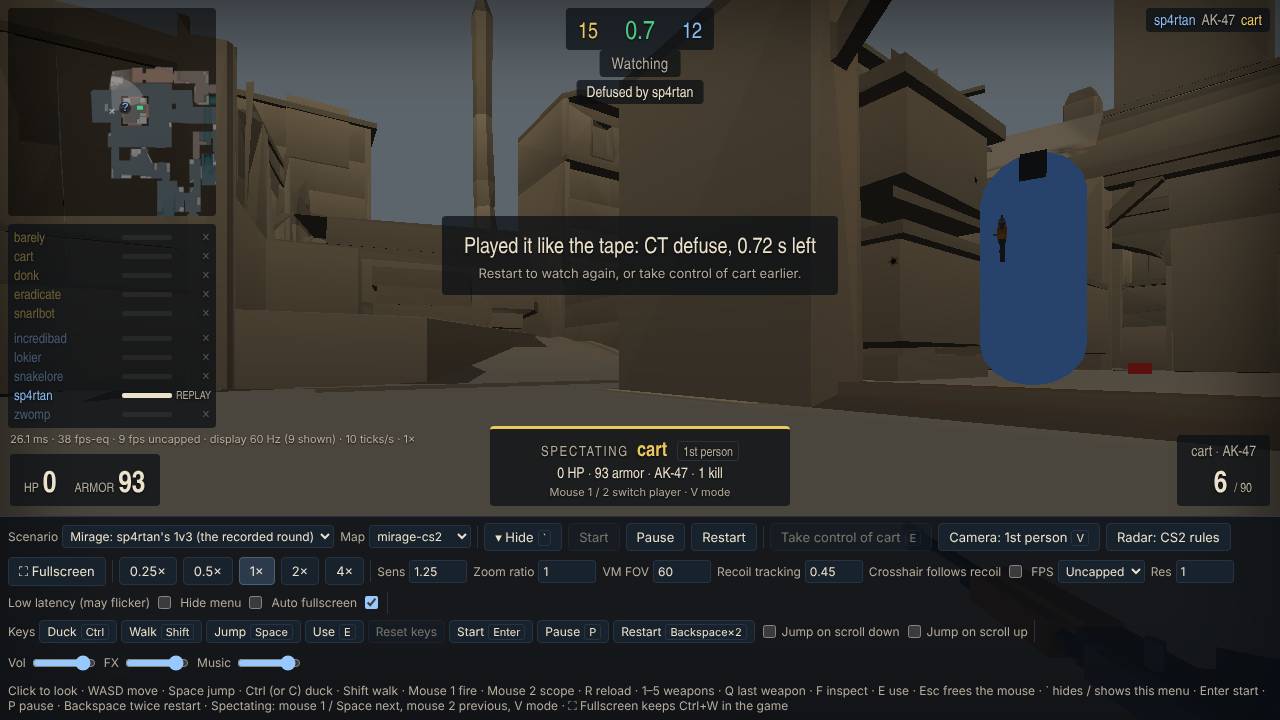 15 0.7 12
Watching
Defused by sp4rtan
sp4rtan AK-47 cart
?
barely ×
cart ×
donk ×
eradicate ×
snarlbot ×
incredibad ×
lokier ×
snakelore ×
sp4rtan REPLAY
zwomp ×
Played it like the tape: CT defuse, 0.72 s left
Restart to watch again, or take control of cart earlier.
26.1 ms · 38 fps-eq · 9 fps uncapped · display 60 Hz (9 shown) · 10 ticks/s · 1×
HP 0 ARMOR 93
SPECTATING cart 1st person
0 HP · 93 armor · AK-47 · 1 kill
Mouse 1 / 2 switch player · V mode
cart · AK-47
6 / 90
Scenario Mirage: sp4rtan's 1v3 (the recorded round) Map mirage-cs2 ▾ Hide ` Start Pause Restart Take control of cart E Camera: 1st person V Radar: CS2 rules
⛶ Fullscreen 0.25× 0.5× 1× 2× 4× Sens 1.25 Zoom ratio 1 VM FOV 60 Recoil tracking 0.45 Crosshair follows recoil FPS Uncapped Res 1
Low latency (may flicker) Hide menu Auto fullscreen
Keys Duck Ctrl Walk Shift Jump Space Use E Reset keys Start Enter Pause P Restart Backspace×2 Jump on scroll down Jump on scroll up
Vol FX Music
Click to look · WASD move · Space jump · Ctrl (or C) duck · Shift walk · Mouse 1 fire · Mouse 2 scope · R reload · 1–5 weapons · Q last weapon · F inspect · E use · Esc frees the mouse · ` hides / shows this menu · Enter start ·
P pause · Backspace twice restart · Spectating: mouse 1 / Space next, mouse 2 previous, V mode · ⛶ Fullscreen keeps Ctrl+W in the game